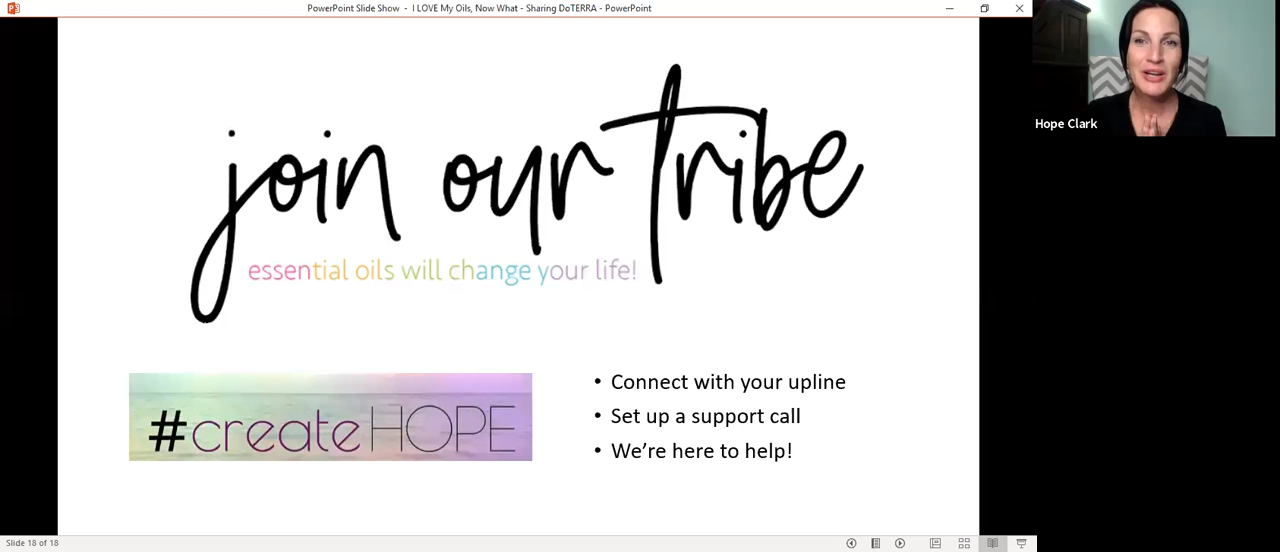 PowerPoint Slide Show - I LOVE My Oils, Now What - Sharing DoTERRA - PowerPoint
Hope Clark
join our tribe
essential oils will change your life!
#createHOPE
• Connect with your upline
• Set up a support call
• We’re here to help!
Slide 18 of 18